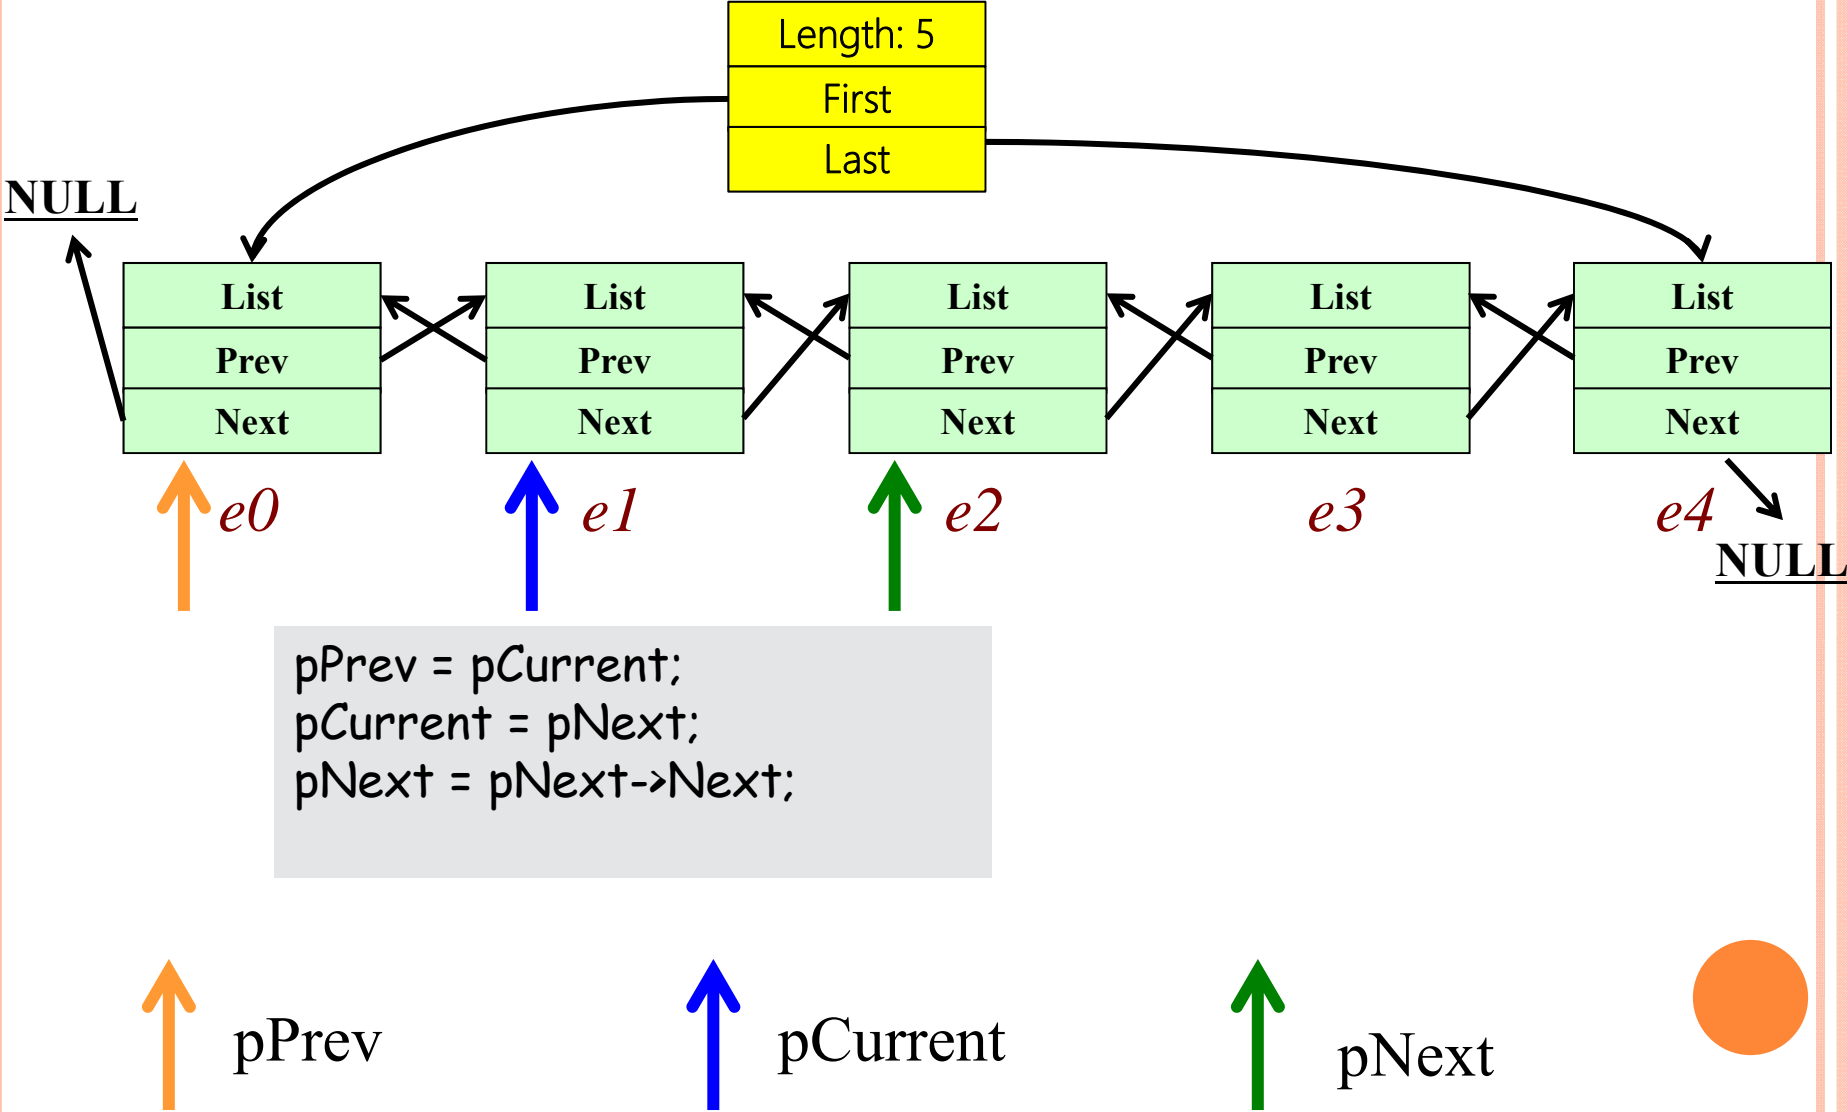 Length: 5
First
Last
NULL
List List List List List
Prev Prev Prev Prev Prev
Next Next Next Next Next
e0 e1 e2 e3 e4
NULL
pPrev = pCurrent;
pCurrent = pNext;
pNext = pNext->Next;
pPrev pCurrent pNext